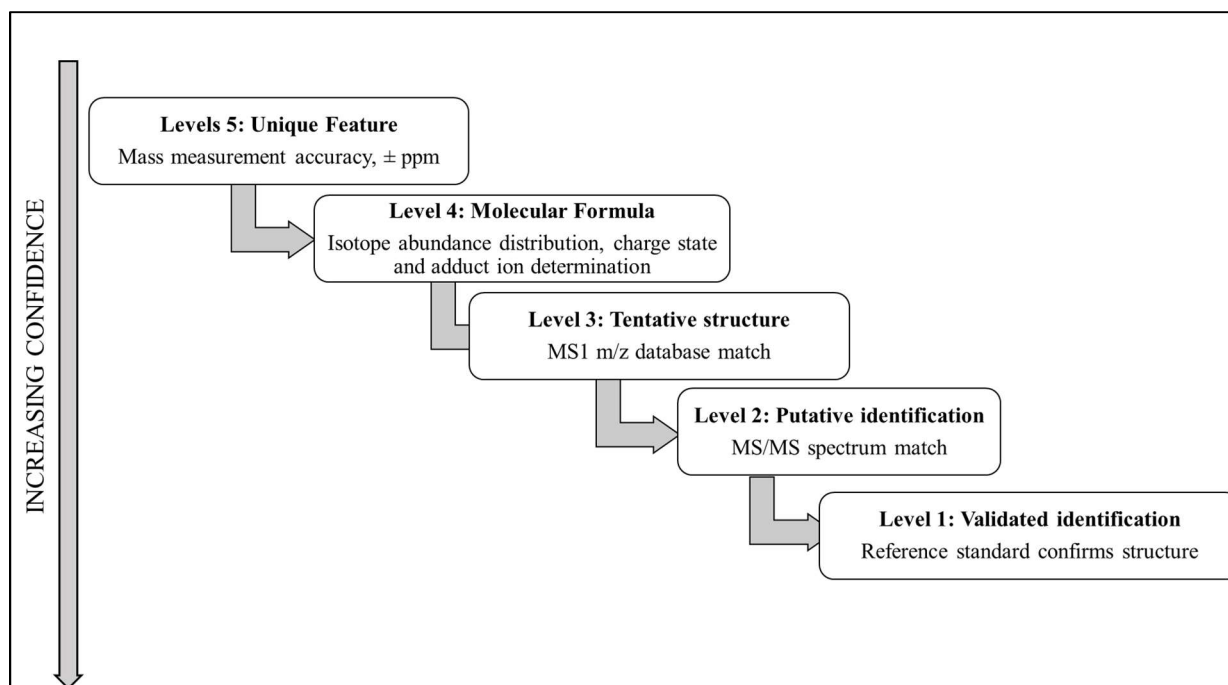 INCREASING CONFIDENCE
Levels 5: Unique Feature
Mass measurement accuracy, ± ppm
Level 4: Molecular Formula
Isotope abundance distribution, charge state
and adduct ion determination
Level 3: Tentative structure
MS1 m/z database match
Level 2: Putative identification
MS/MS spectrum match
Level 1: Validated identification
Reference standard confirms structure